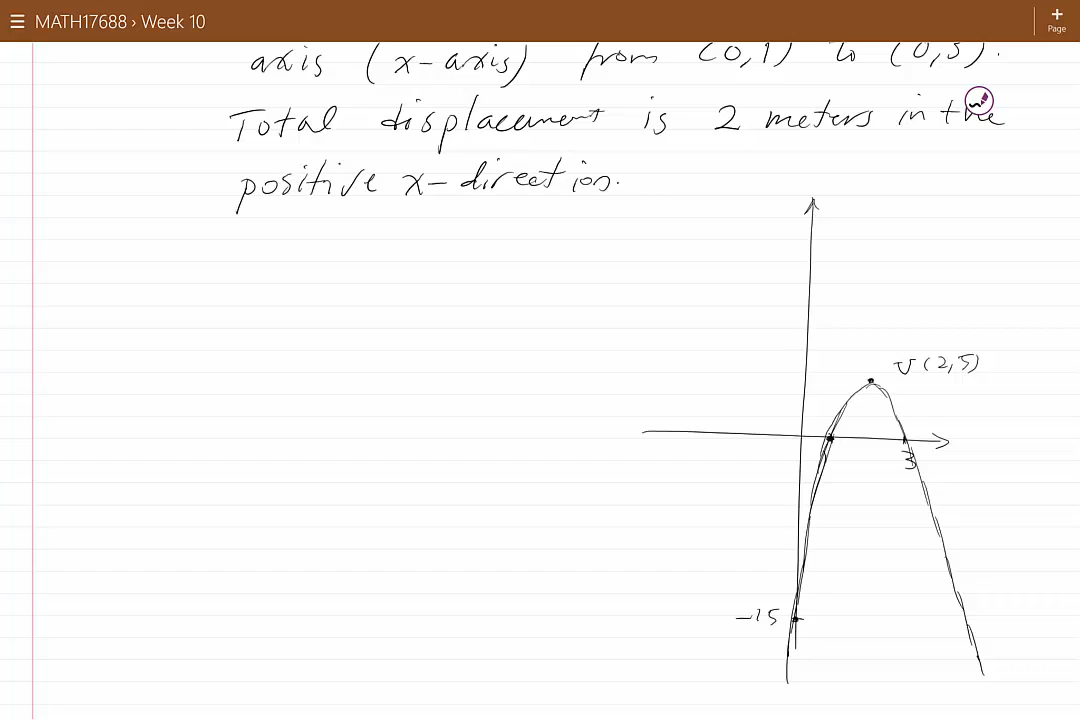 MATH17688 › Week 10
Page
axis (x-axis) from (0,1) to (0,3).
Total displacement is 2 meters in the
positive x-direction.
V(2,5)
1
3
-15